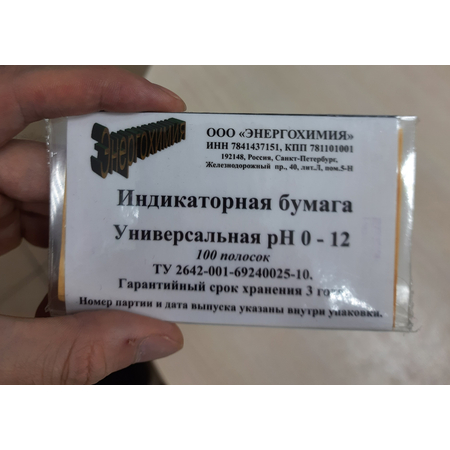 Энергохимия
ООО «ЭНЕРГОХИМИЯ»
ИНН 7841437151, КПП 781101001
192148, Россия, Санкт-Петербург,
Железнодорожный пр., 40, лит.Л, пом.5-Н
Индикаторная бумага
Универсальная pH 0 - 12
100 полосок
ТУ 2642-001-69240025-10.
Гарантийный срок хранения 3 года
Номер партии и дата выпуска указаны внутри упаковки.